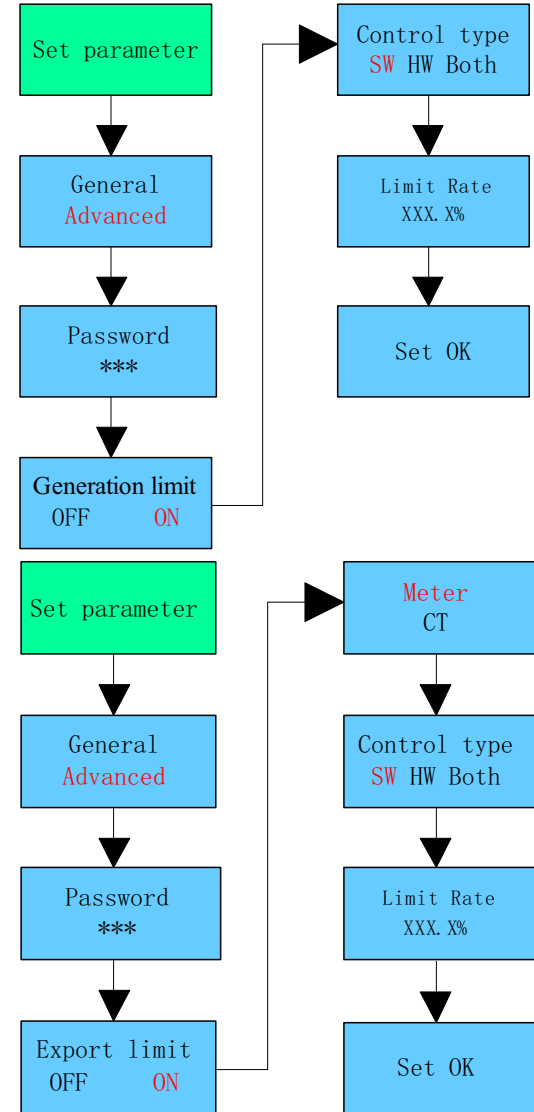 Set parameter
General
Advanced
Password
***
Generation limit
OFF ON
Control type
SW HW Both
Limit Rate
XXX.X%
Set OK
Set parameter
General
Advanced
Password
***
Export limit
OFF ON
Meter
CT
Control type
SW HW Both
Limit Rate
XXX.X%
Set OK